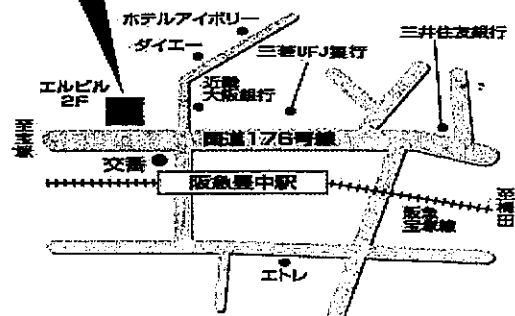 ホテルアイボリー
ダイエー
三菱UFJ銀行
三井住友銀行
近畿
大阪銀行
エルビル
2F
至宝塚
国道176号線
交番
阪急豊中駅
至梅田
阪急
宝塚線
エトレ